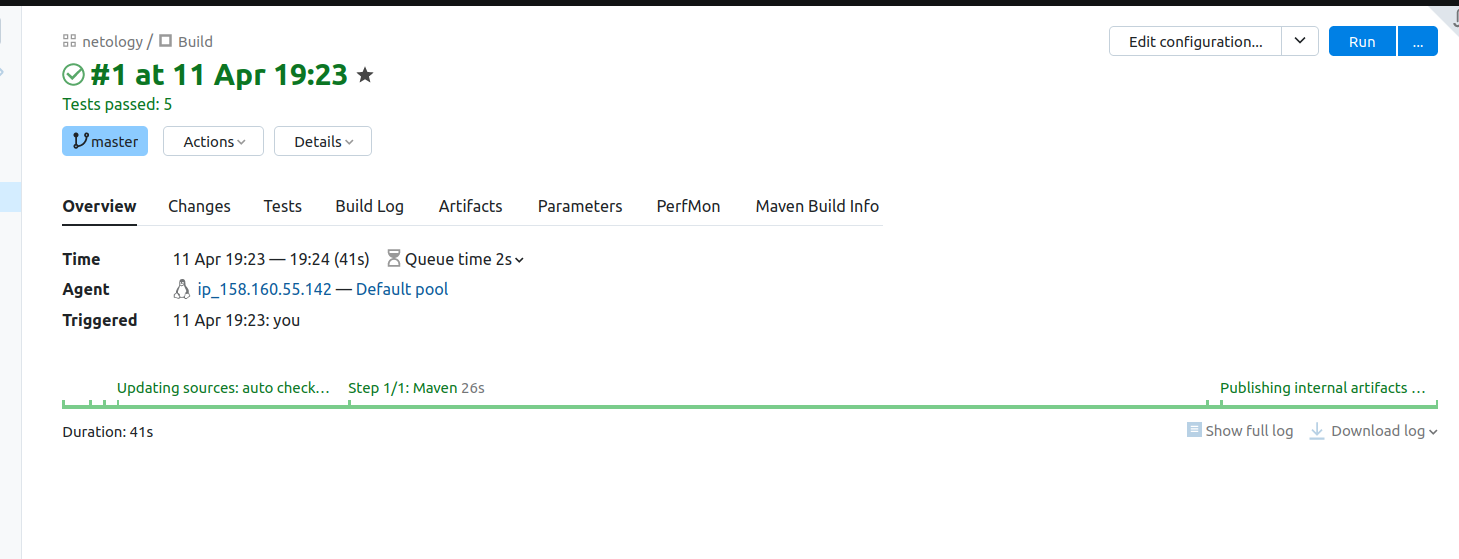 netology / Build
Edit configuration...
Run
...
#1 at 11 Apr 19:23
Tests passed: 5
master
Actions
Details
Overview Changes Tests Build Log Artifacts Parameters PerfMon Maven Build Info
Time 11 Apr 19:23 — 19:24 (41s) Queue time 2s
Agent ip_158.160.55.142 — Default pool
Triggered 11 Apr 19:23: you
Updating sources: auto check… Step 1/1: Maven 26s Publishing internal artifacts …
Duration: 41s Show full log Download log